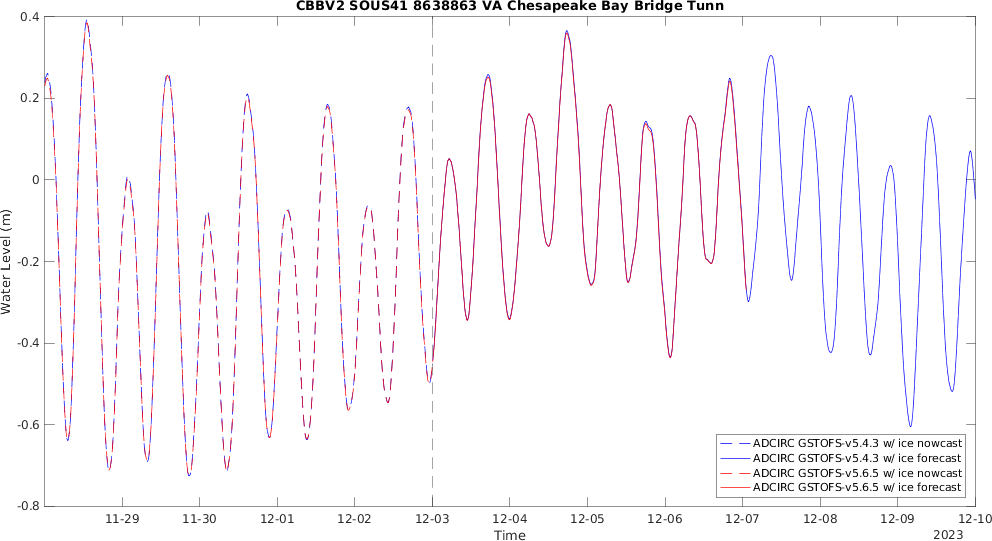 CBBV2 SOUS41 8638863 VA Chesapeake Bay Bridge Tunn
0.4
0.2
0
-0.2
-0.4
-0.6
-0.8
Water Level (m)
11-29 11-30 12-01 12-02 12-03 12-04 12-05 12-06 12-07 12-08 12-09 12-10
Time
2023
ADCIRC GSTOFS-v5.4.3 w/ ice nowcast
ADCIRC GSTOFS-v5.4.3 w/ ice forecast
ADCIRC GSTOFS-v5.6.5 w/ ice nowcast
ADCIRC GSTOFS-v5.6.5 w/ ice forecast